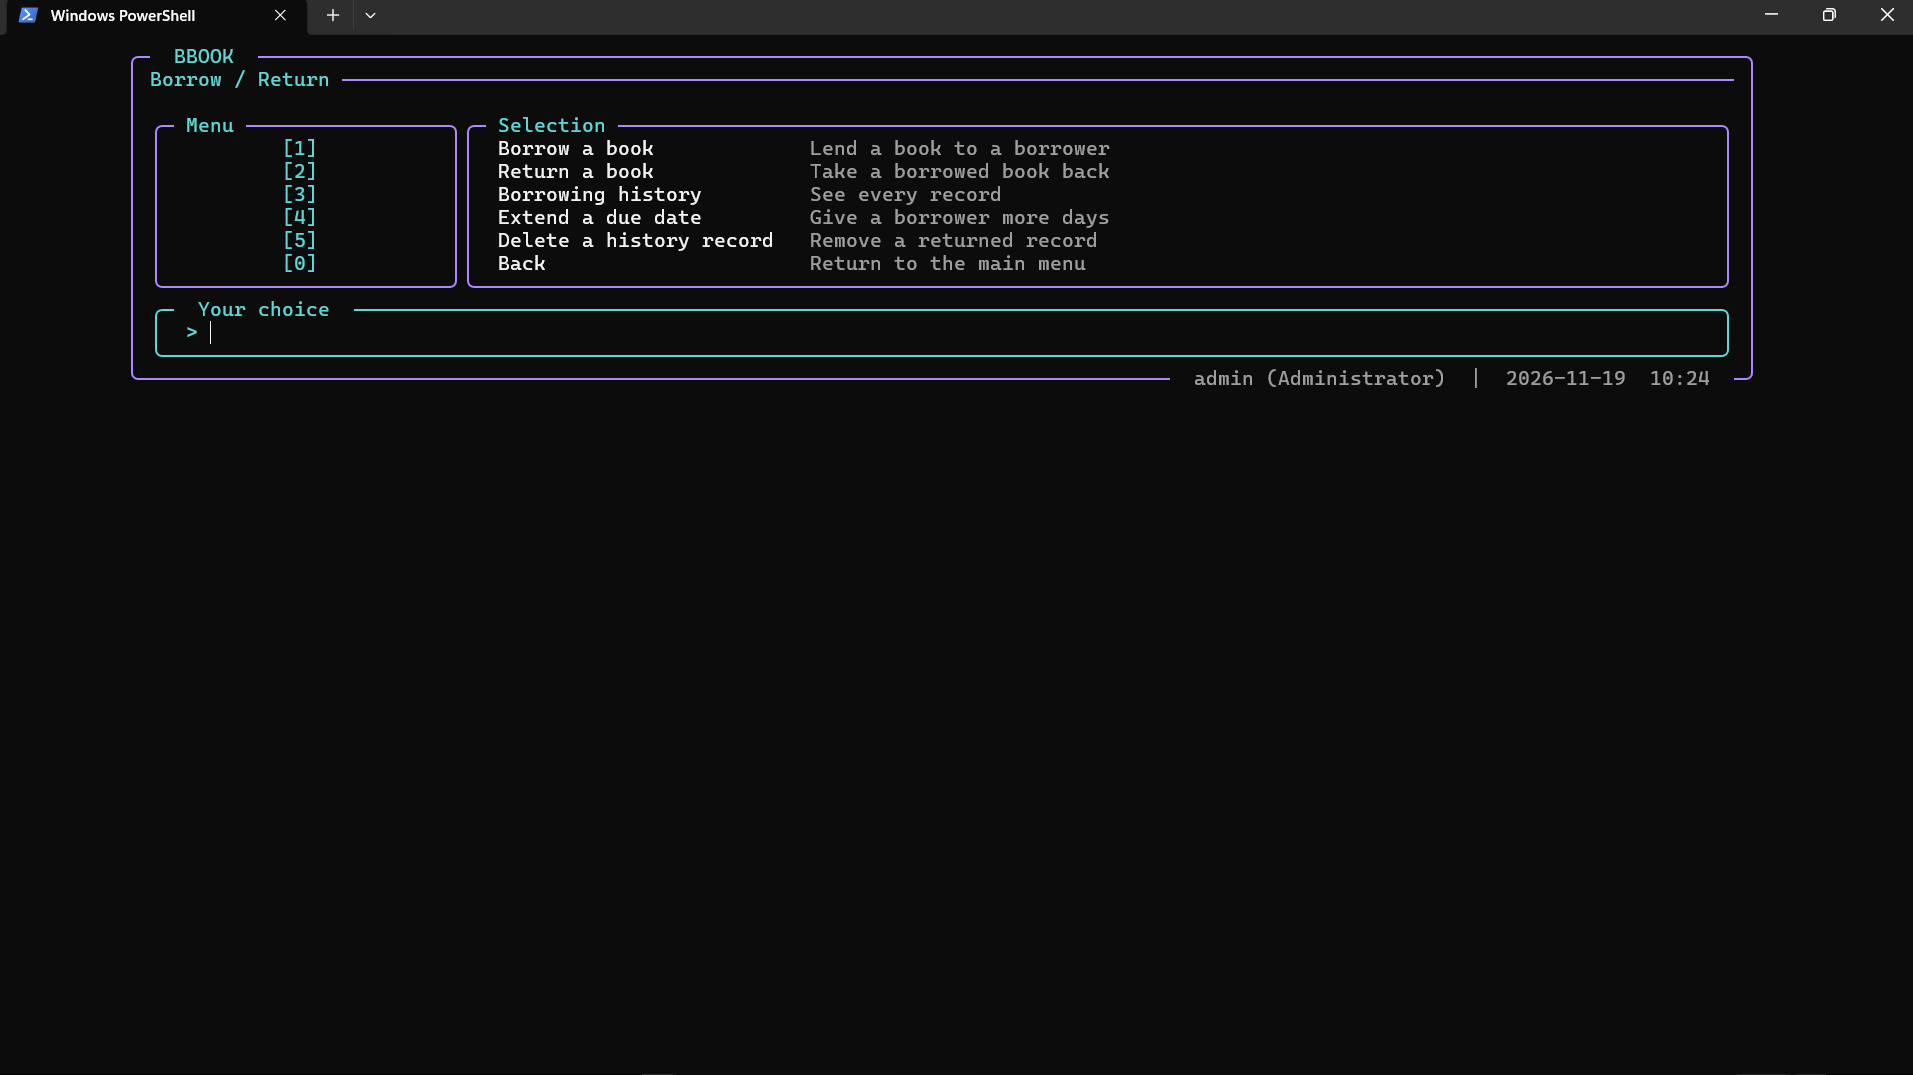 Windows PowerShell
BBOOK
Borrow / Return
Menu
Selection
[1] Borrow a book Lend a book to a borrower
[2] Return a book Take a borrowed book back
[3] Borrowing history See every record
[4] Extend a due date Give a borrower more days
[5] Delete a history record Remove a returned record
[0] Back Return to the main menu
Your choice
>
admin (Administrator) | 2026-11-19 10:24